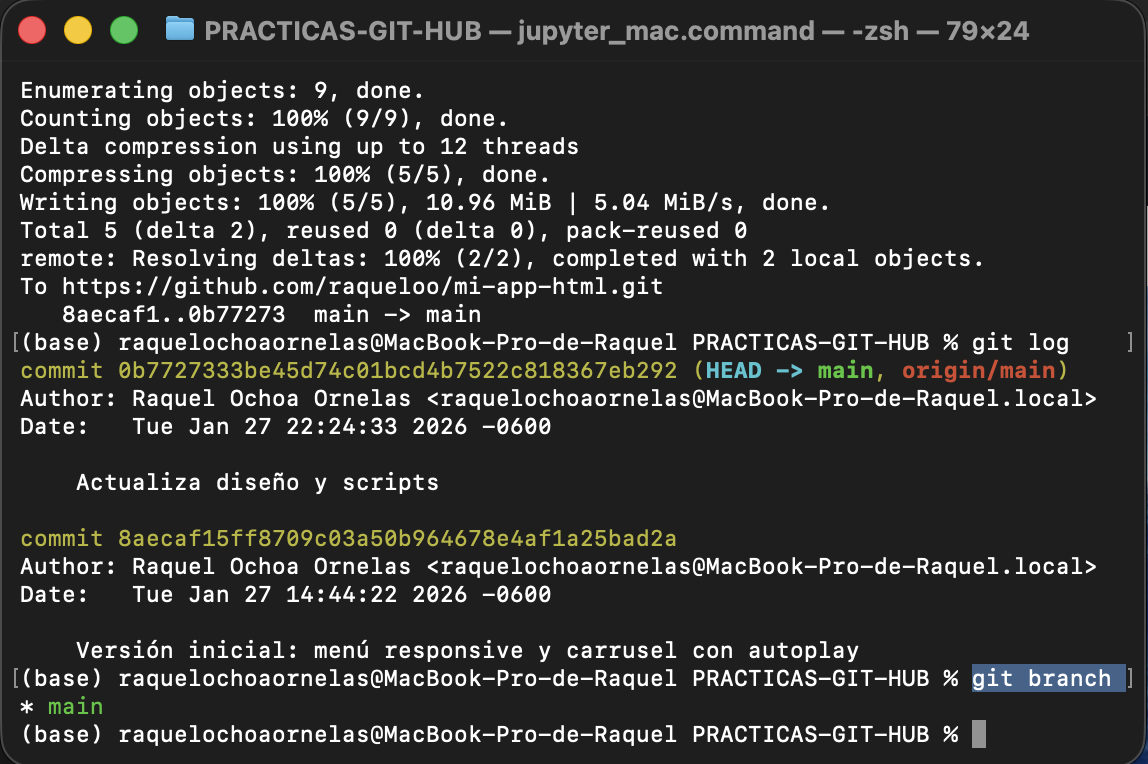 PRACTICAS-GIT-HUB — jupyter_mac.command — -zsh — 79×24
Enumerating objects: 9, done.
Counting objects: 100% (9/9), done.
Delta compression using up to 12 threads
Compressing objects: 100% (5/5), done.
Writing objects: 100% (5/5), 10.96 MiB | 5.04 MiB/s, done.
Total 5 (delta 2), reused 0 (delta 0), pack-reused 0
remote: Resolving deltas: 100% (2/2), completed with 2 local objects.
To https://github.com/raqueloo/mi-app-html.git
   8aecaf1..0b77273  main -> main
[(base) raquelochoaornelas@MacBook-Pro-de-Raquel PRACTICAS-GIT-HUB % git log    ]
commit 0b7727333be45d74c01bcd4b7522c818367eb292 (HEAD -> main, origin/main)
Author: Raquel Ochoa Ornelas <raquelochoaornelas@MacBook-Pro-de-Raquel.local>
Date:   Tue Jan 27 22:24:33 2026 -0600
    Actualiza diseño y scripts
commit 8aecaf15ff8709c03a50b964678e4af1a25bad2a
Author: Raquel Ochoa Ornelas <raquelochoaornelas@MacBook-Pro-de-Raquel.local>
Date:   Tue Jan 27 14:44:22 2026 -0600
    Versión inicial: menú responsive y carrusel con autoplay
[(base) raquelochoaornelas@MacBook-Pro-de-Raquel PRACTICAS-GIT-HUB % git branch ]
* main
(base) raquelochoaornelas@MacBook-Pro-de-Raquel PRACTICAS-GIT-HUB %